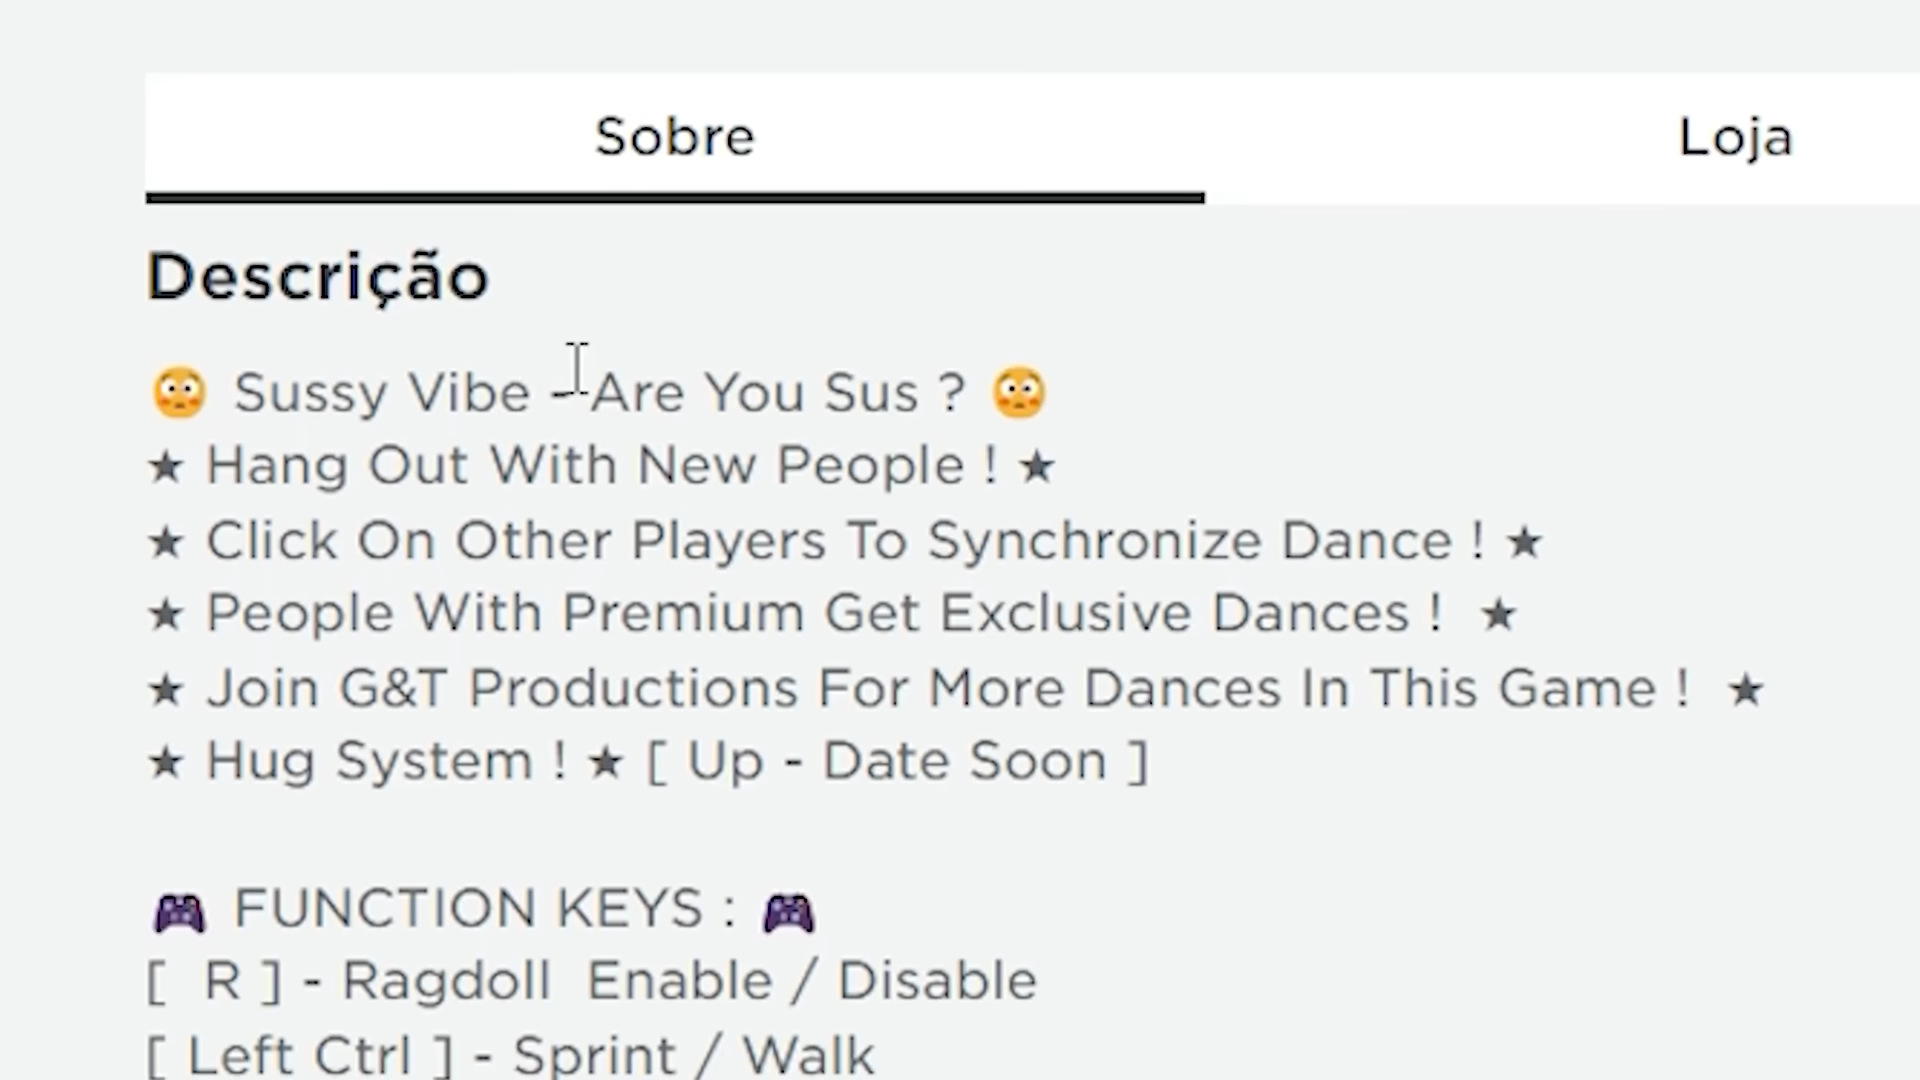 Sobre
Loja
Descrição
😳 Sussy Vibe - Are You Sus ? 😳
★ Hang Out With New People ! ★
★ Click On Other Players To Synchronize Dance ! ★
★ People With Premium Get Exclusive Dances ! ★
★ Join G&T Productions For More Dances In This Game ! ★
★ Hug System ! ★ [ Up - Date Soon ]
🎮 FUNCTION KEYS : 🎮
[ R ] - Ragdoll Enable / Disable
[ Left Ctrl ] - Sprint / Walk